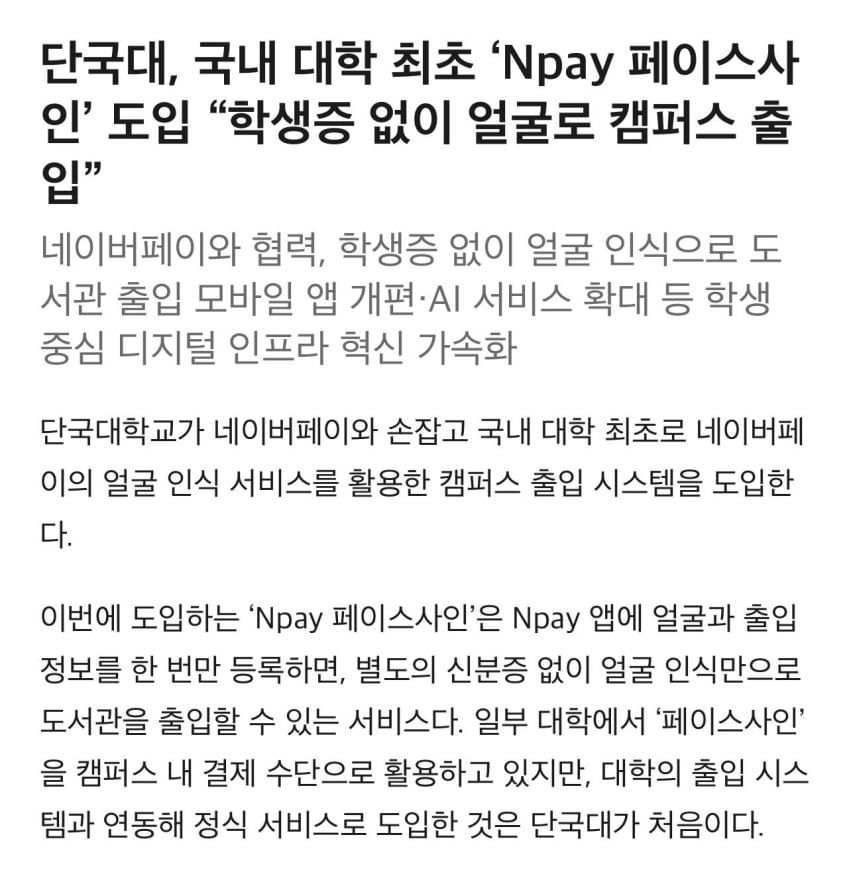 단국대, 국내 대학 최초 ‘Npay 페이스사
인’ 도입 “학생증 없이 얼굴로 캠퍼스 출
입”
네이버페이와 협력, 학생증 없이 얼굴 인식으로 도
서관 출입 모바일 앱 개편·AI 서비스 확대 등 학생
중심 디지털 인프라 혁신 가속화
단국대학교가 네이버페이와 손잡고 국내 대학 최초로 네이버페
이의 얼굴 인식 서비스를 활용한 캠퍼스 출입 시스템을 도입한
다.
이번에 도입하는 ‘Npay 페이스사인’은 Npay 앱에 얼굴과 출입
정보를 한 번만 등록하면, 별도의 신분증 없이 얼굴 인식만으로
도서관을 출입할 수 있는 서비스다. 일부 대학에서 ‘페이스사인’
을 캠퍼스 내 결제 수단으로 활용하고 있지만, 대학의 출입 시스
템과 연동해 정식 서비스로 도입한 것은 단국대가 처음이다.